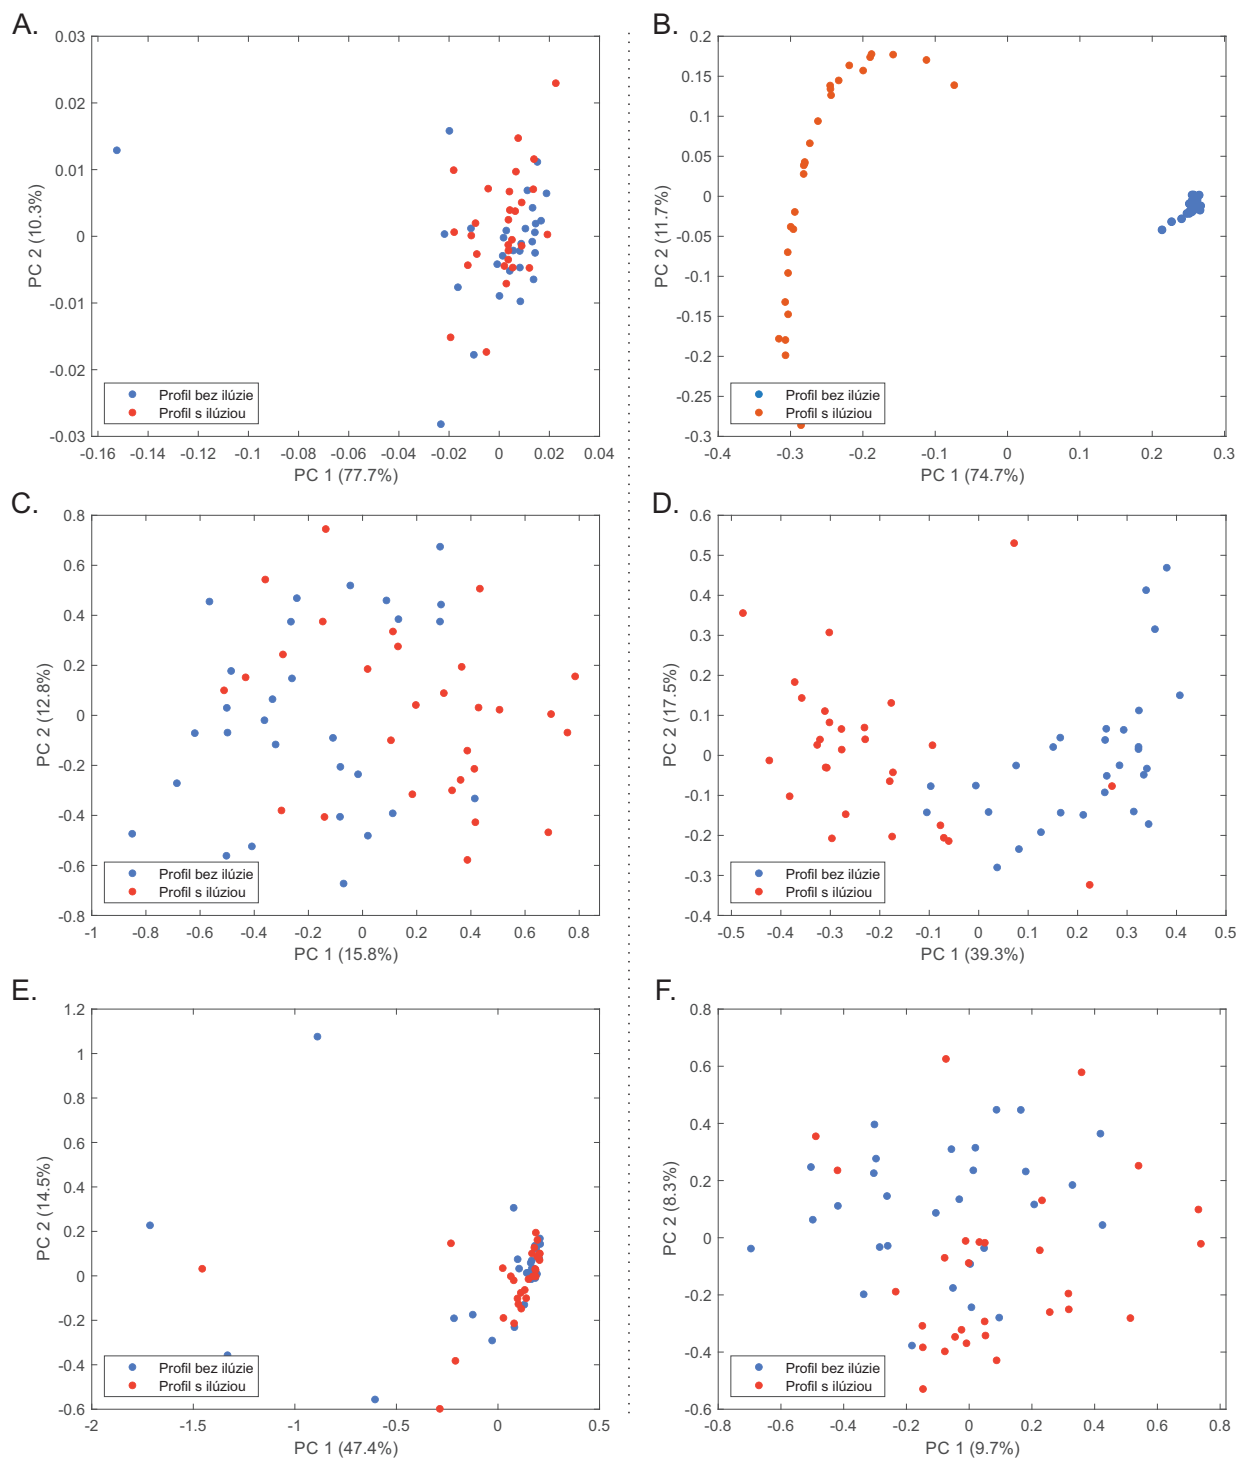 A.
0.03
0.02
0.01
0
-0.01
-0.02
-0.03
PC 2 (10.3%)
Profil bez ilúzie
Profil s ilúziou
-0.16 -0.14 -0.12 -0.1 -0.08 -0.06 -0.04 -0.02 0 0.02 0.04
PC 1 (77.7%)
B.
0.2
0.15
0.1
0.05
0
-0.05
-0.1
-0.15
-0.2
-0.25
-0.3
PC 2 (11.7%)
Profil bez ilúzie
Profil s ilúziou
-0.4 -0.3 -0.2 -0.1 0 0.1 0.2 0.3
PC 1 (74.7%)
C.
0.8
0.6
0.4
0.2
0
-0.2
-0.4
-0.6
-0.8
PC 2 (12.8%)
Profil bez ilúzie
Profil s ilúziou
-1 -0.8 -0.6 -0.4 -0.2 0 0.2 0.4 0.6 0.8
PC 1 (15.8%)
D.
0.6
0.5
0.4
0.3
0.2
0.1
0
-0.1
-0.2
-0.3
-0.4
PC 2 (17.5%)
Profil bez ilúzie
Profil s ilúziou
-0.5 -0.4 -0.3 -0.2 -0.1 0 0.1 0.2 0.3 0.4 0.5
PC 1 (39.3%)
E.
1.2
1
0.8
0.6
0.4
0.2
0
-0.2
-0.4
-0.6
PC 2 (14.5%)
Profil bez ilúzie
Profil s ilúziou
-2 -1.5 -1 -0.5 0 0.5
PC 1 (47.4%)
F.
0.8
0.6
0.4
0.2
0
-0.2
-0.4
-0.6
PC 2 (8.3%)
Profil bez ilúzie
Profil s ilúziou
-0.8 -0.6 -0.4 -0.2 0 0.2 0.4 0.6 0.8
PC 1 (9.7%)